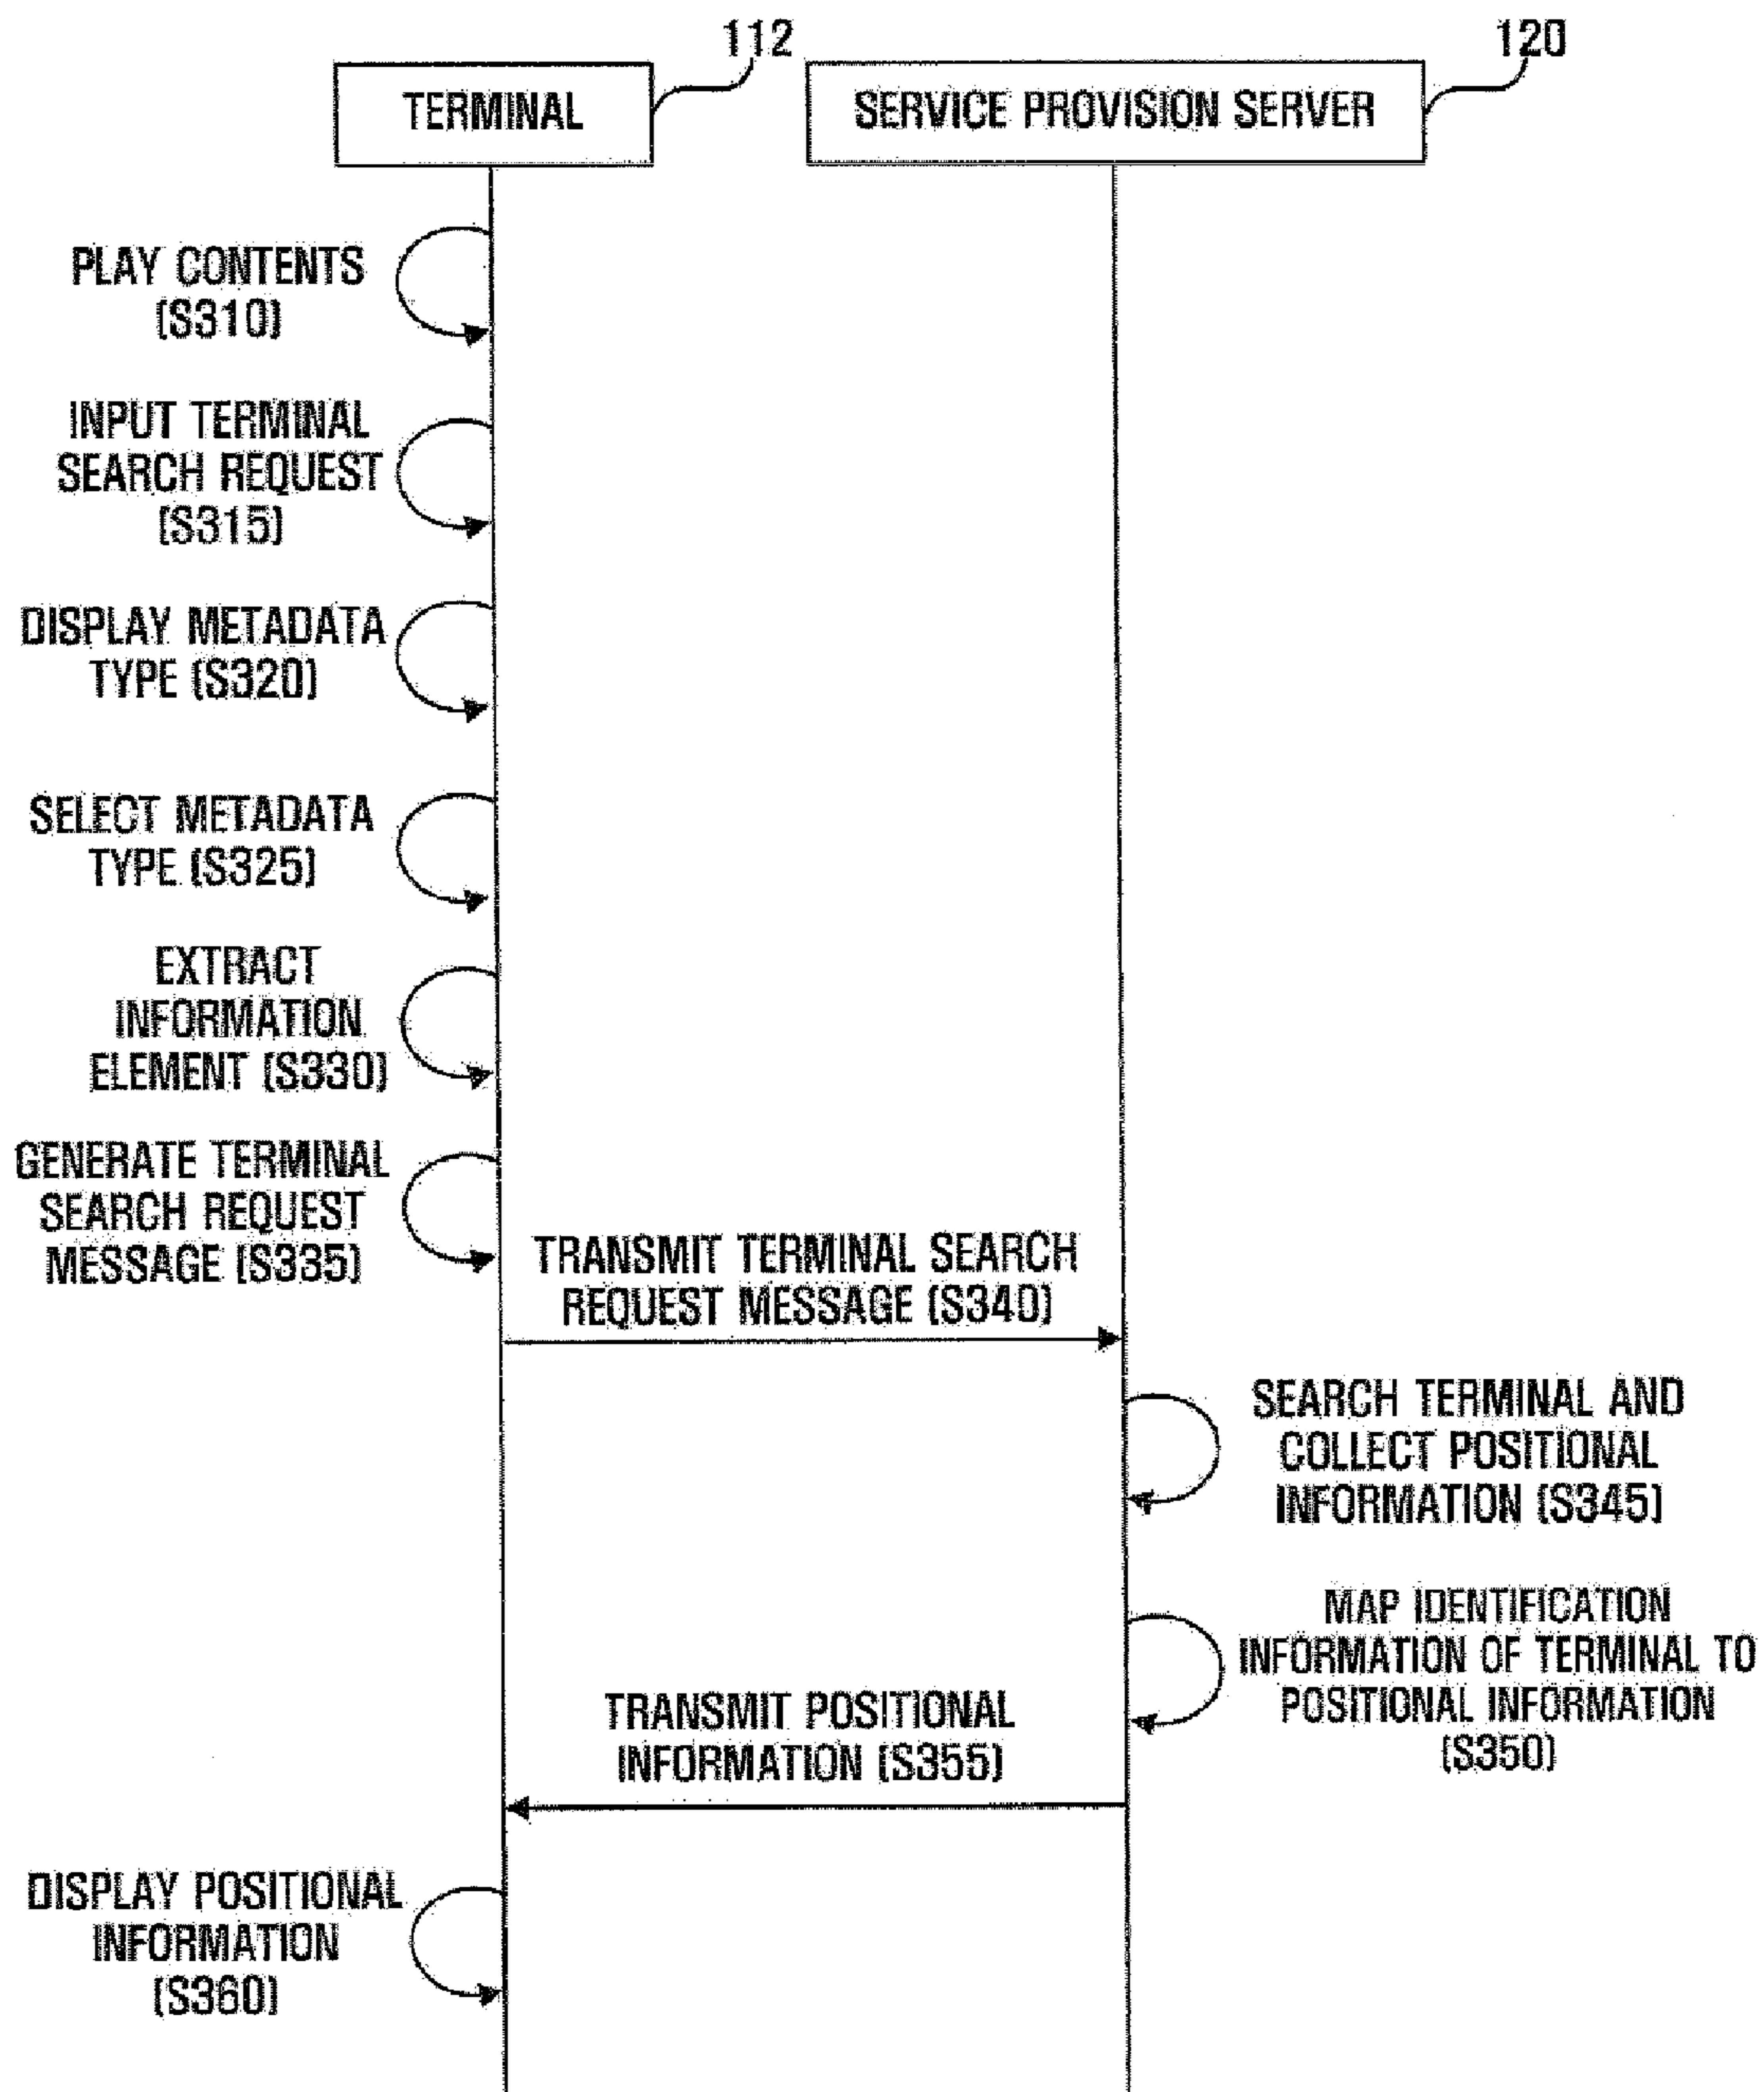 112
120
TERMINAL
SERVICE PROVISION SERVER
PLAY CONTENTS
(S310)
INPUT TERMINAL
SEARCH REQUEST
(S315)
DISPLAY METADATA
TYPE (S320)
SELECT METADATA
TYPE (S325)
EXTRACT
INFORMATION
ELEMENT (S330)
GENERATE TERMINAL
SEARCH REQUEST
MESSAGE (S335)
TRANSMIT TERMINAL SEARCH
REQUEST MESSAGE (S340)
SEARCH TERMINAL AND
COLLECT POSITIONAL
INFORMATION (S345)
MAP IDENTIFICATION
INFORMATION OF TERMINAL TO
POSITIONAL INFORMATION
(S350)
TRANSMIT POSITIONAL
INFORMATION (S355)
DISPLAY POSITIONAL
INFORMATION
(S360)